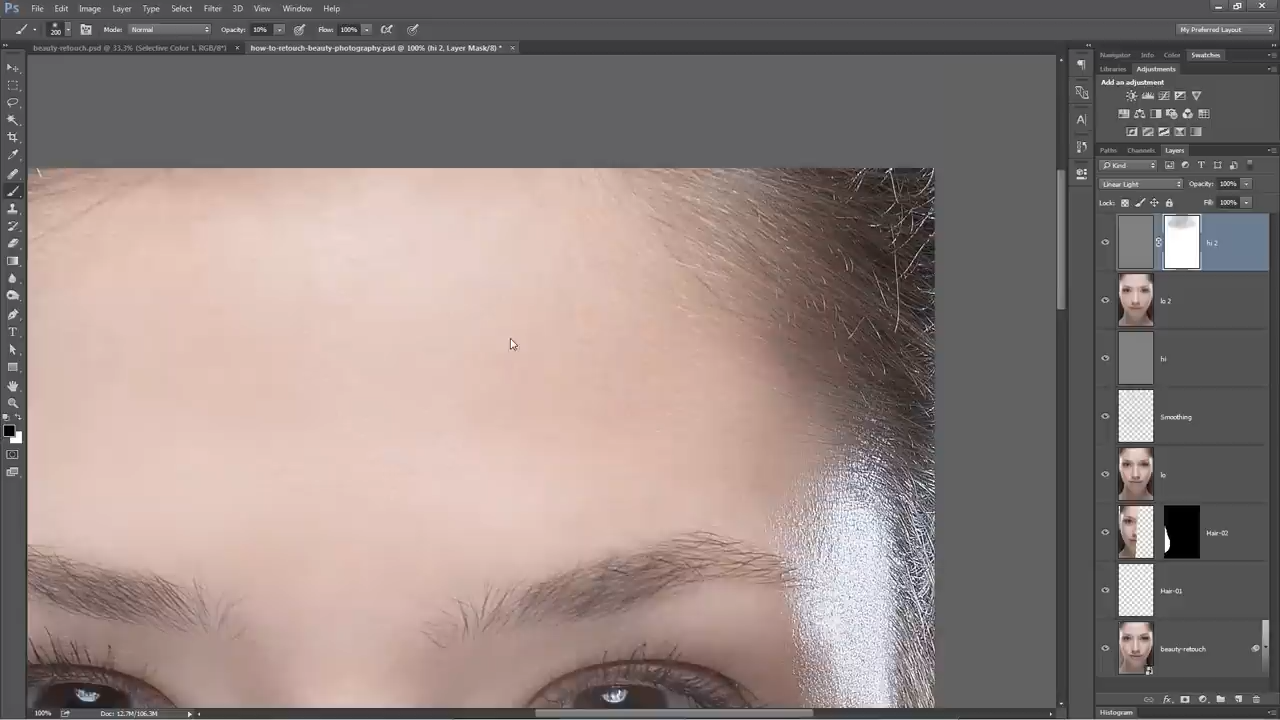 Ps File Edit Image Layer Type Select Filter 3D View Window Help
200 Mode: Normal Opacity: 10% Flow: 100% My Preferred Layout
beauty-retouch.psd @ 33.3% (Selective Color 1, RGB/8*) × how-to-retouch-beauty-photography.psd @ 100% (hi 2, Layer Mask/8) * ×
Navigator Info Color Swatches
Libraries Adjustments
Add an adjustment
Paths Channels Layers
Kind
Linear Light Opacity: 100%
Lock: Fill: 100%
hi 2
lo 2
hi
Smoothing
lo
Hair-02
Hair-01
beauty-retouch
100% Doc: 12.7M/106.3M
Histogram